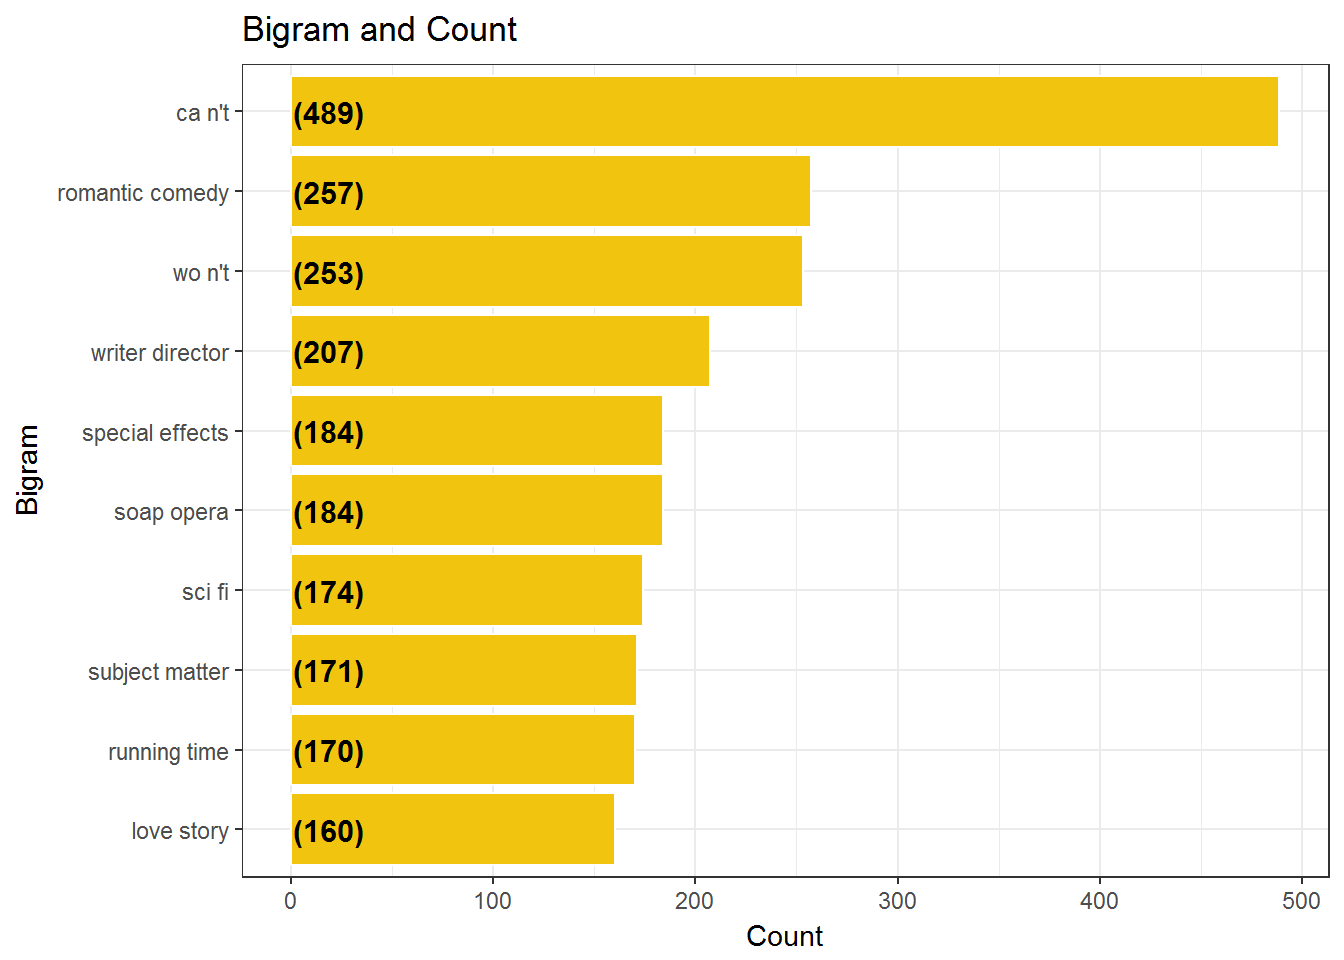 Bigram and Count
ca n't (489)
romantic comedy (257)
wo n't (253)
writer director (207)
special effects (184)
soap opera (184)
sci fi (174)
subject matter (171)
running time (170)
love story (160)
Bigram
0 100 200 300 400 500
Count